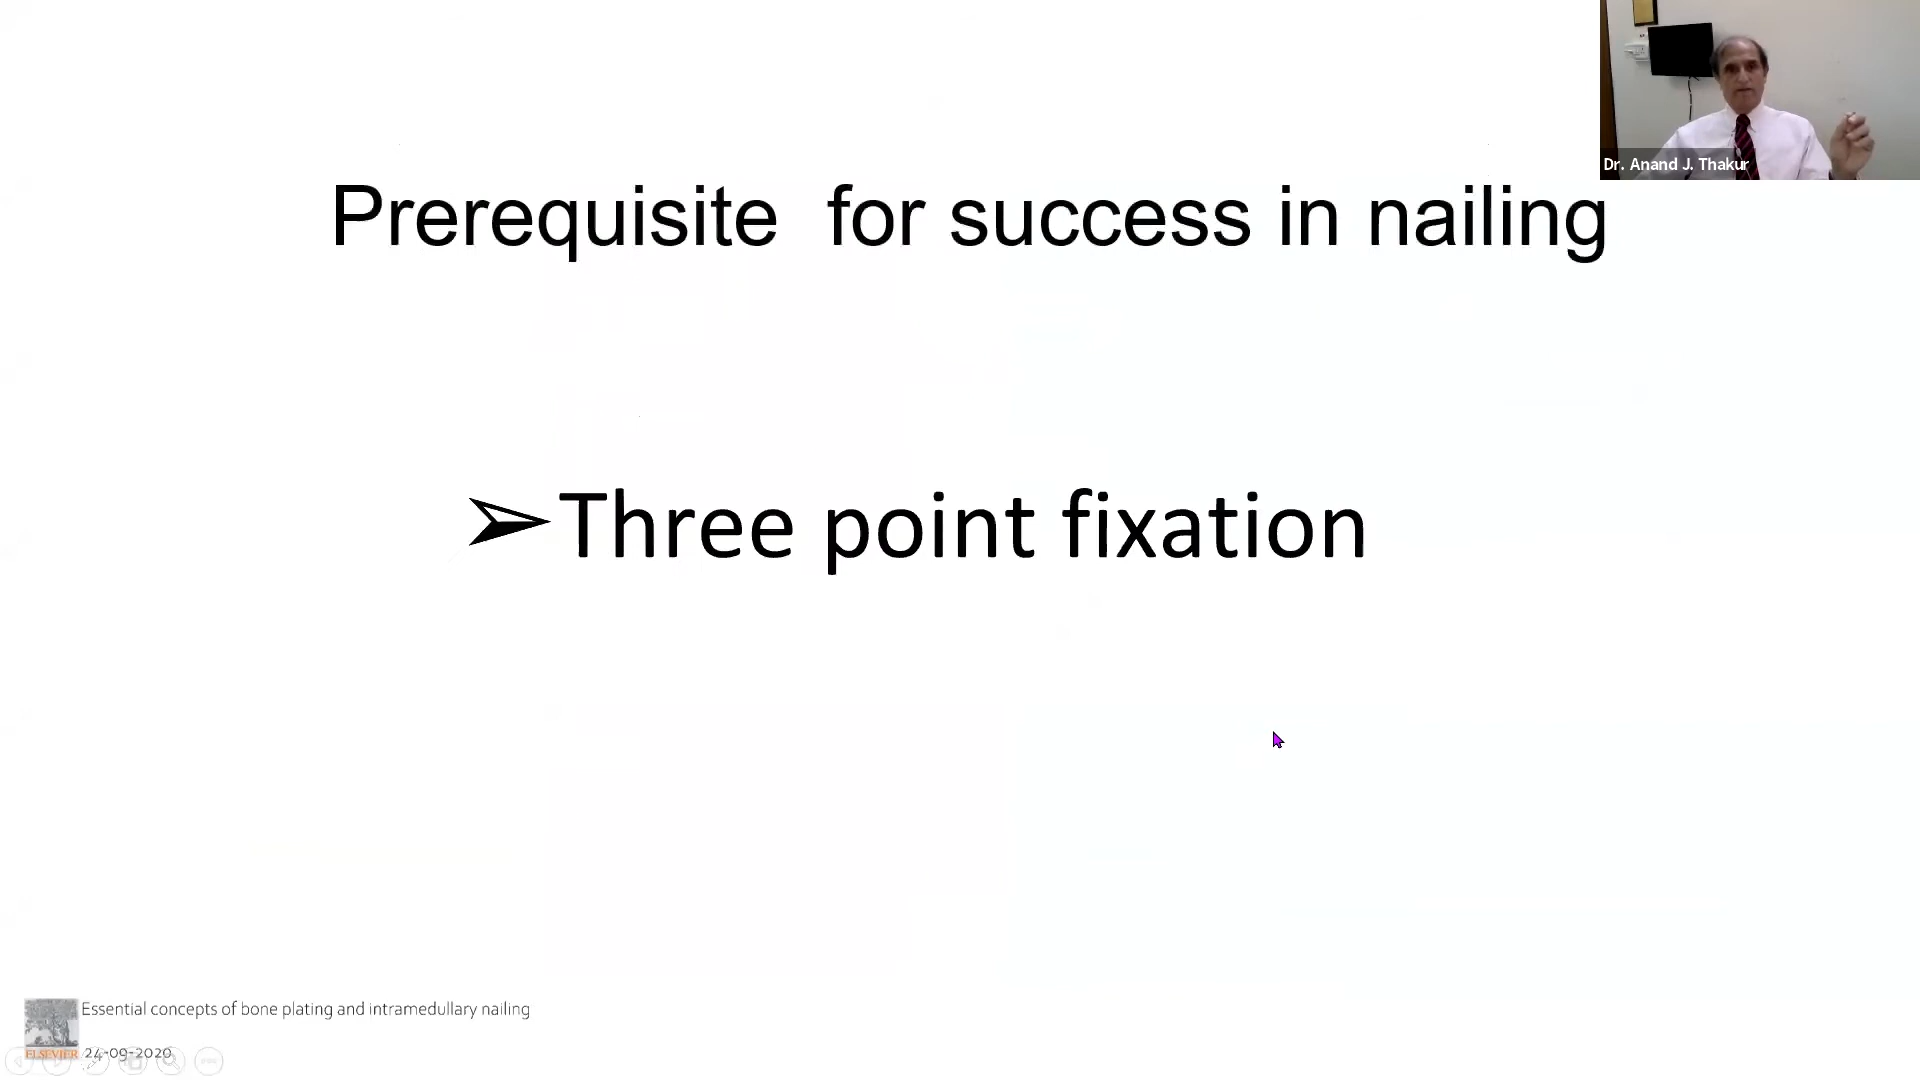 Dr. Anand J. Thakur
Prerequisite for success in nailing
➢Three point fixation
Essential concepts of bone plating and intramedullary nailing
ELSEVIER
24-09-2020